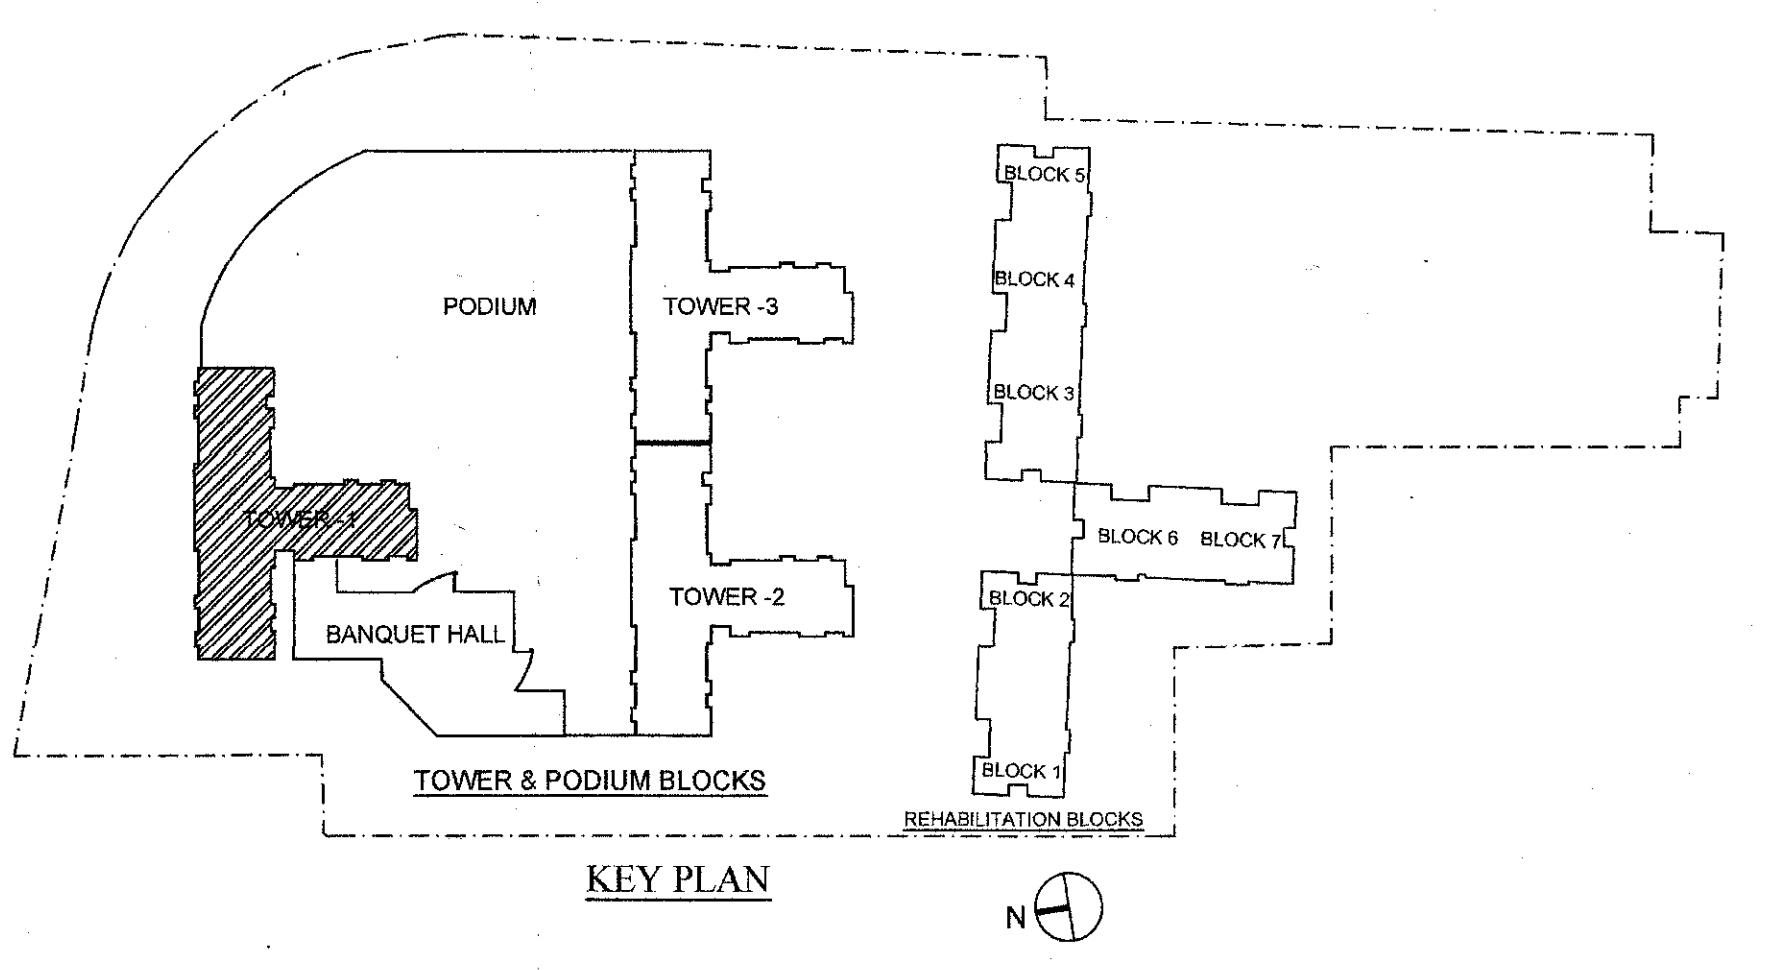 BLOCK 5
BLOCK 4
PODIUM
TOWER -3
BLOCK 3
TOWER -1
BLOCK 6
BLOCK 7
TOWER -2
BLOCK 2
BANQUET HALL
BLOCK 1
TOWER & PODIUM BLOCKS
REHABILITATION BLOCKS
KEY PLAN
N